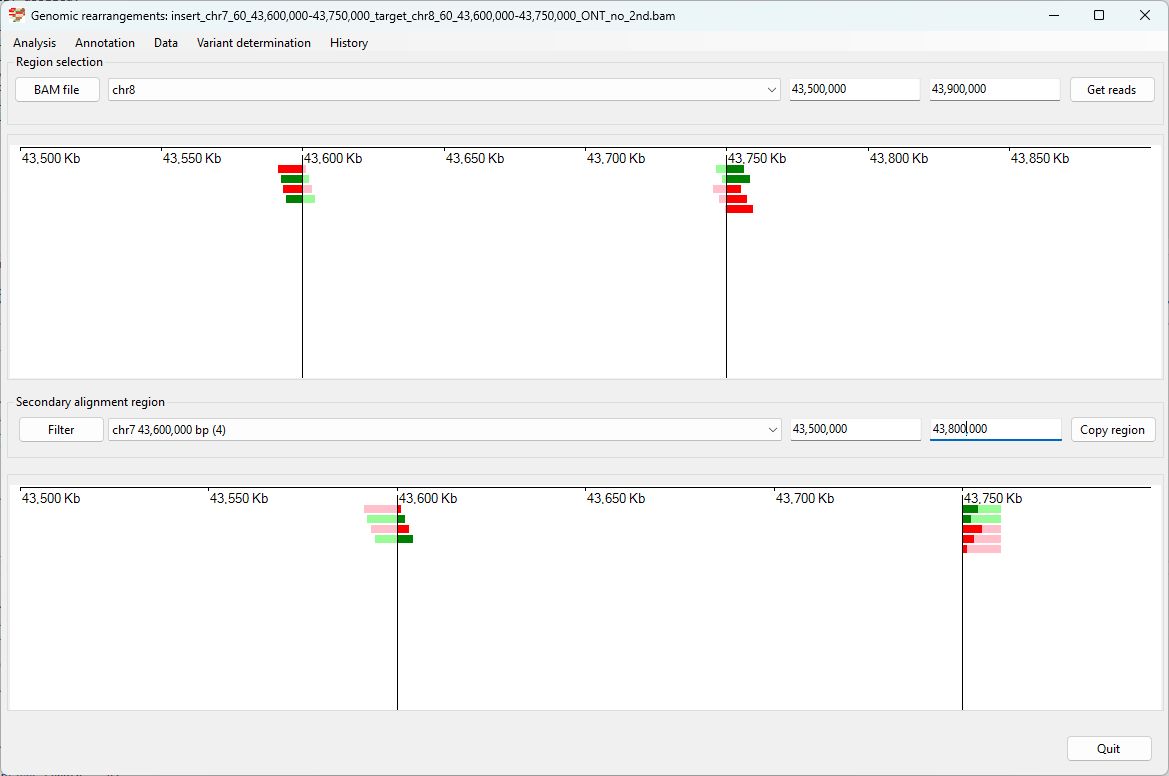 Genomic rearrangements: insert_chr7_60_43,600,000-43,750,000_target_chr8_60_43,600,000-43,750,000_ONT_no_2nd.bam
Analysis Annotation Data Variant determination History
Region selection
BAM file chr8 43,500,000 43,900,000 Get reads
43,500 Kb 43,550 Kb 43,600 Kb 43,650 Kb 43,700 Kb 43,750 Kb 43,800 Kb 43,850 Kb
Secondary alignment region
Filter chr7 43,600,000 bp (4) 43,500,000 43,800,000 Copy region
43,500 Kb 43,550 Kb 43,600 Kb 43,650 Kb 43,700 Kb 43,750 Kb
Quit